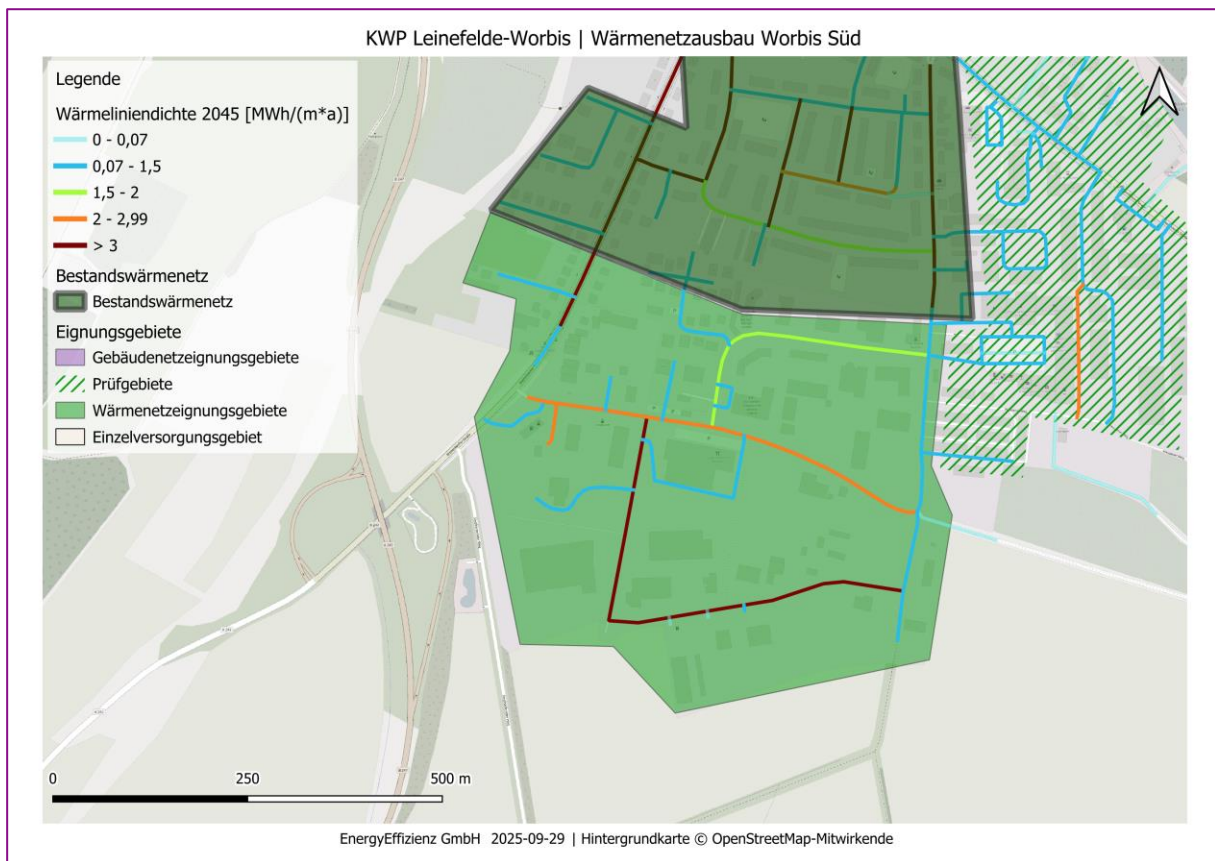 KWP Leinefelde-Worbis | Wärmenetzausbau Worbis Süd
Legende
Wärmeliniendichte 2045 [MWh/(m*a)]
0 - 0,07
0,07 - 1,5
1,5 - 2
2 - 2,99
> 3
Bestandswärmenetz
Bestandswärmenetz
Eignungsgebiete
Gebäudenetzeignungsgebiete
Prüfgebiete
Wärmenetzeignungsgebiete
Einzelversorgungsgebiet
0 250 500 m
EnergyEffizienz GmbH 2025-09-29 | Hintergrundkarte © OpenStreetMap-Mitwirkende